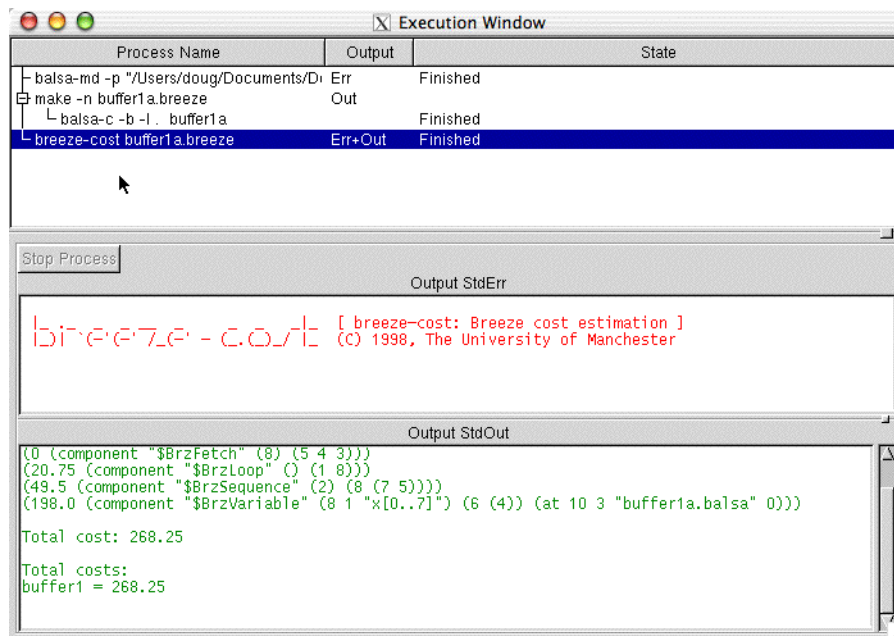 Execution Window
Process Name Output State
balsa-md -p "/Users/doug/Documents/D Err Finished
make -n buffer1a.breeze Out
balsa-c -b -I . buffer1a Finished
breeze-cost buffer1a.breeze Err+Out Finished
Stop Process
Output StdErr
[ breeze-cost: Breeze cost estimation ]
(C) 1998, The University of Manchester
Output StdOut
(0 (component "$BrzFetch" (8) (5 4 3)))
(20.75 (component "$BrzLoop" () (1 8)))
(49.5 (component "$BrzSequence" (2) (8 (7 5))))
(198.0 (component "$BrzVariable" (8 1 "x[0..7]") (6 (4)) (at 10 3 "buffer1a.balsa" 0)))
Total cost: 268.25
Total costs:
buffer1 = 268.25